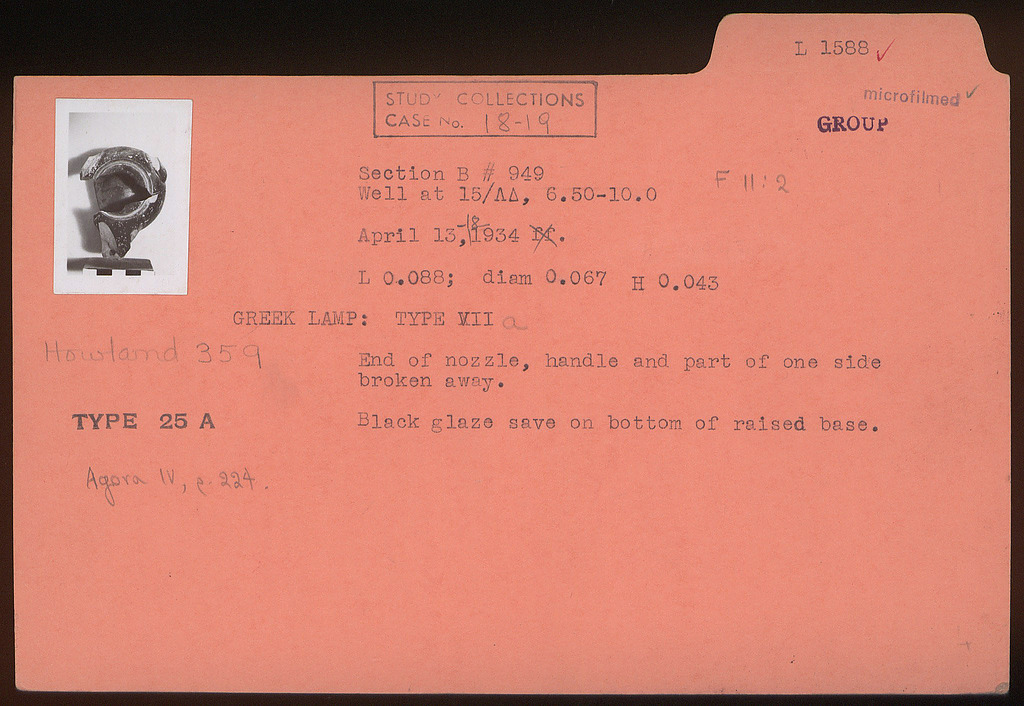 L 1588 ✓
microfilmed ✓
GROUP
STUDY COLLECTIONS
CASE No. 18-19
Section B # 949
Well at 15/ΛΔ, 6.50-10.0
F 11:2
April 13,-18 1934
L 0.088; diam 0.067 H 0.043
GREEK LAMP: TYPE VII a
Howland 359
End of nozzle, handle and part of one side
broken away.
TYPE 25 A
Black glaze save on bottom of raised base.
Agora IV, p. 224.